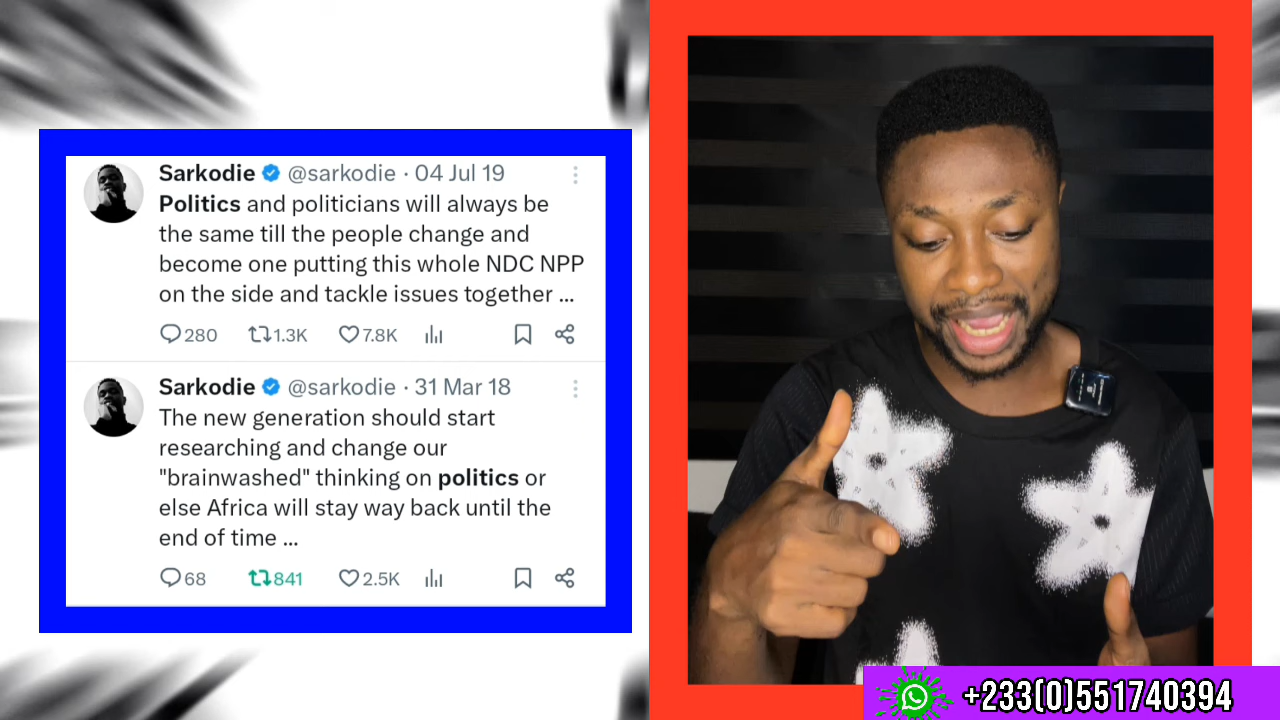 Sarkodie @sarkodie · 04 Jul 19
Politics and politicians will always be
the same till the people change and
become one putting this whole NDC NPP
on the side and tackle issues together ...
280 1.3K 7.8K
Sarkodie @sarkodie · 31 Mar 18
The new generation should start
researching and change our
"brainwashed" thinking on politics or
else Africa will stay way back until the
end of time ...
68 841 2.5K
+233(0)551740394